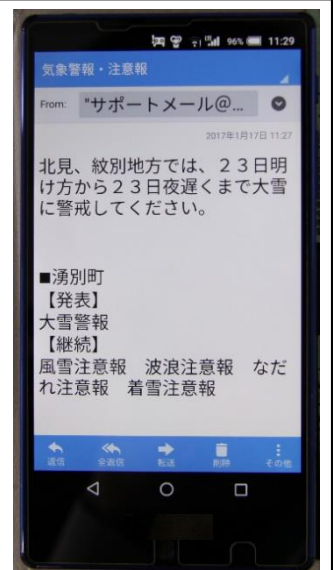 96% 11:29
気象警報・注意報
From: "サポートメール@...
2017年1月17日 11:27
北見、紋別地方では、２３日明
け方から２３日夜遅くまで大雪
に警戒してください。
■湧別町
【発表】
大雪警報
【継続】
風雪注意報　波浪注意報　なだ
れ注意報　着雪注意報
返信 全返信 転送 削除 その他